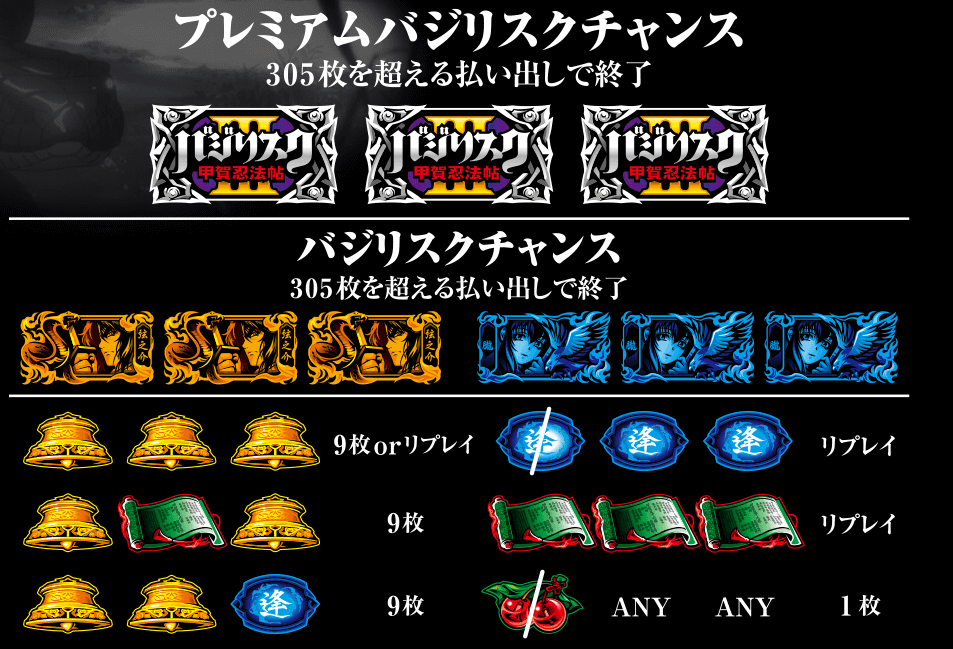 プレミアムバジリスクチャンス
305枚を超える払い出しで終了
バジリスク バジリスク バジリスク
甲賀忍法帖 甲賀忍法帖 甲賀忍法帖
バジリスクチャンス
305枚を超える払い出しで終了
弦之介 弦之介 弦之介 朧 朧 朧
9枚orリプレイ 逢 逢 逢 リプレイ
9枚 リプレイ
逢 9枚 ANY ANY 1枚